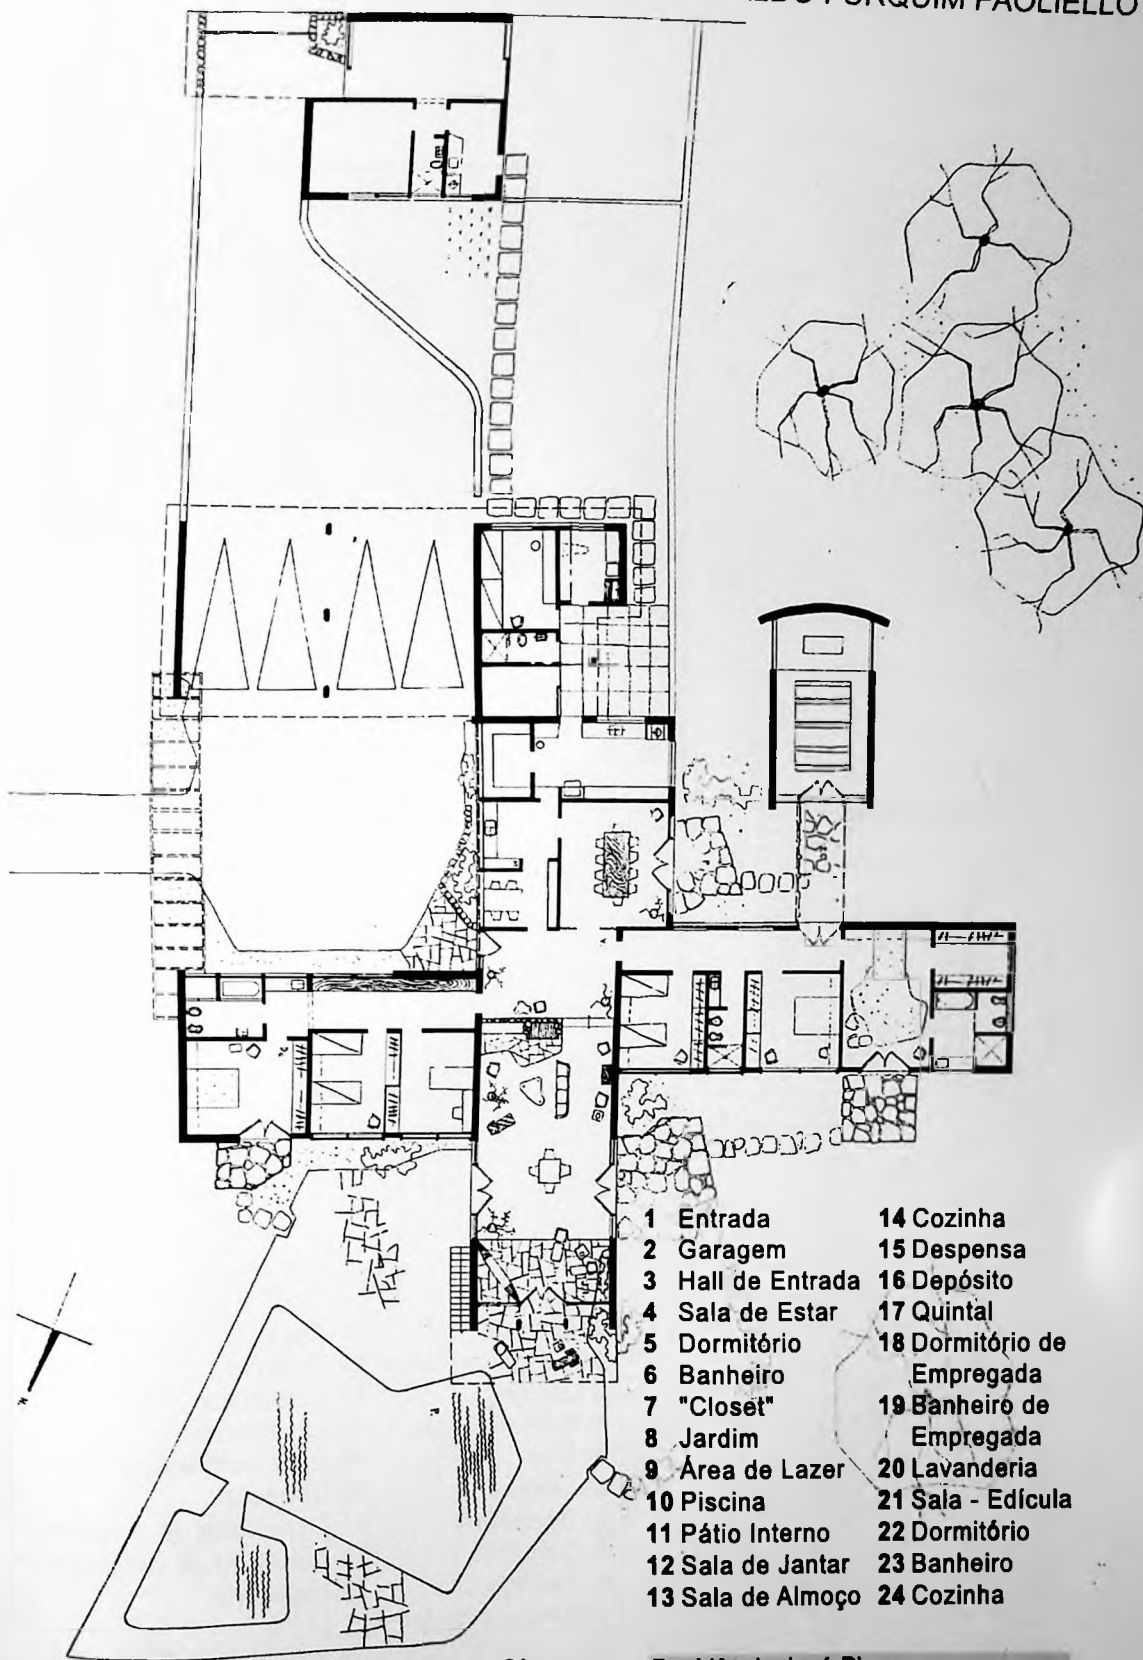 FURQUIM PAOLIELLO
1 Entrada
2 Garagem
3 Hall de Entrada
4 Sala de Estar
5 Dormitório
6 Banheiro
7 "Closet"
8 Jardim
9 Área de Lazer
10 Piscina
11 Pátio Interno
12 Sala de Jantar
13 Sala de Almoço
14 Cozinha
15 Despensa
16 Depósito
17 Quintal
18 Dormitório de
Empregada
19 Banheiro de
Empregada
20 Lavanderia
21 Sala - Edícula
22 Dormitório
23 Banheiro
24 Cozinha
P.
N.